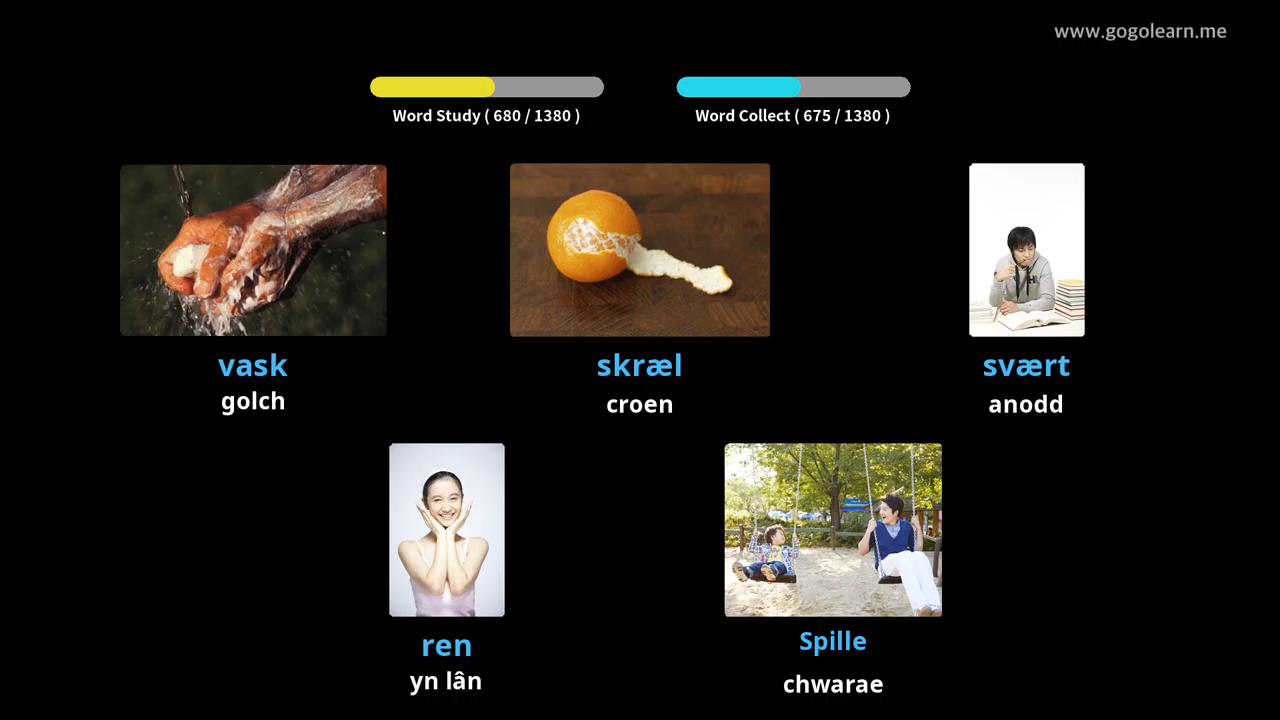 www.gogolearn.me
Word Study ( 680 / 1380 )
Word Collect ( 675 / 1380 )
vask
golch
skræl
croen
svært
anodd
ren
yn lân
Spille
chwarae